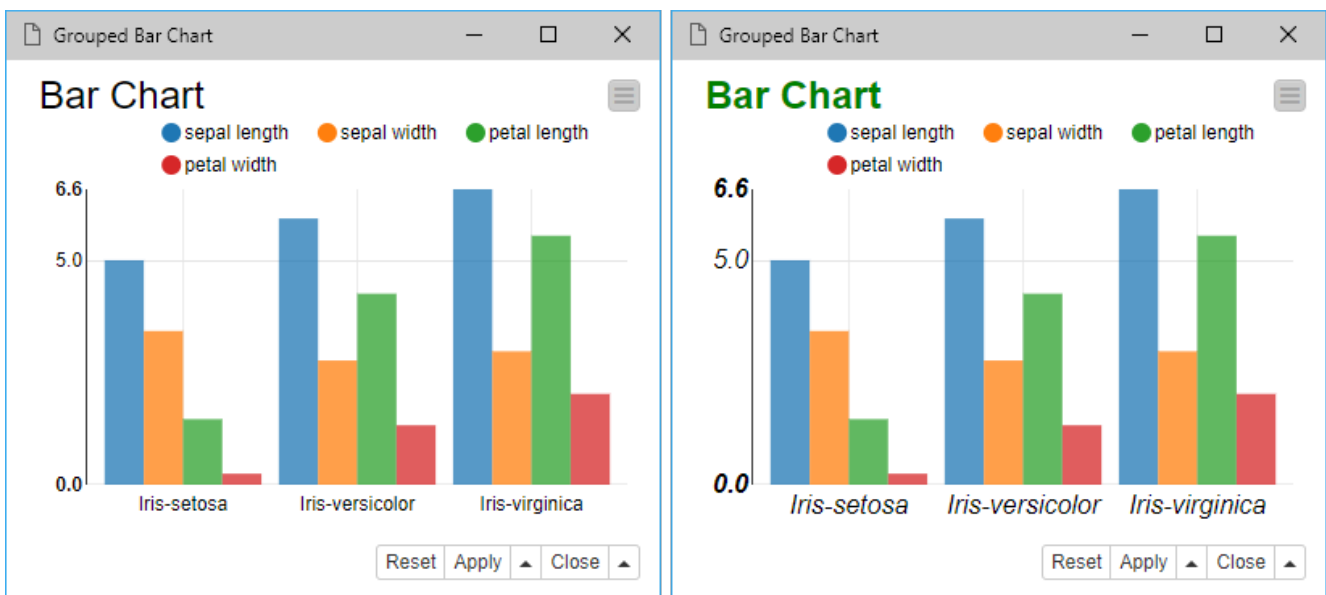 Grouped Bar Chart
Bar Chart
sepal length sepal width petal length
petal width
6.6
5.0
0.0
Iris-setosa Iris-versicolor Iris-virginica
Reset Apply Close
Grouped Bar Chart
Bar Chart
sepal length sepal width petal length
petal width
6.6
5.0
0.0
Iris-setosa Iris-versicolor Iris-virginica
Reset Apply Close